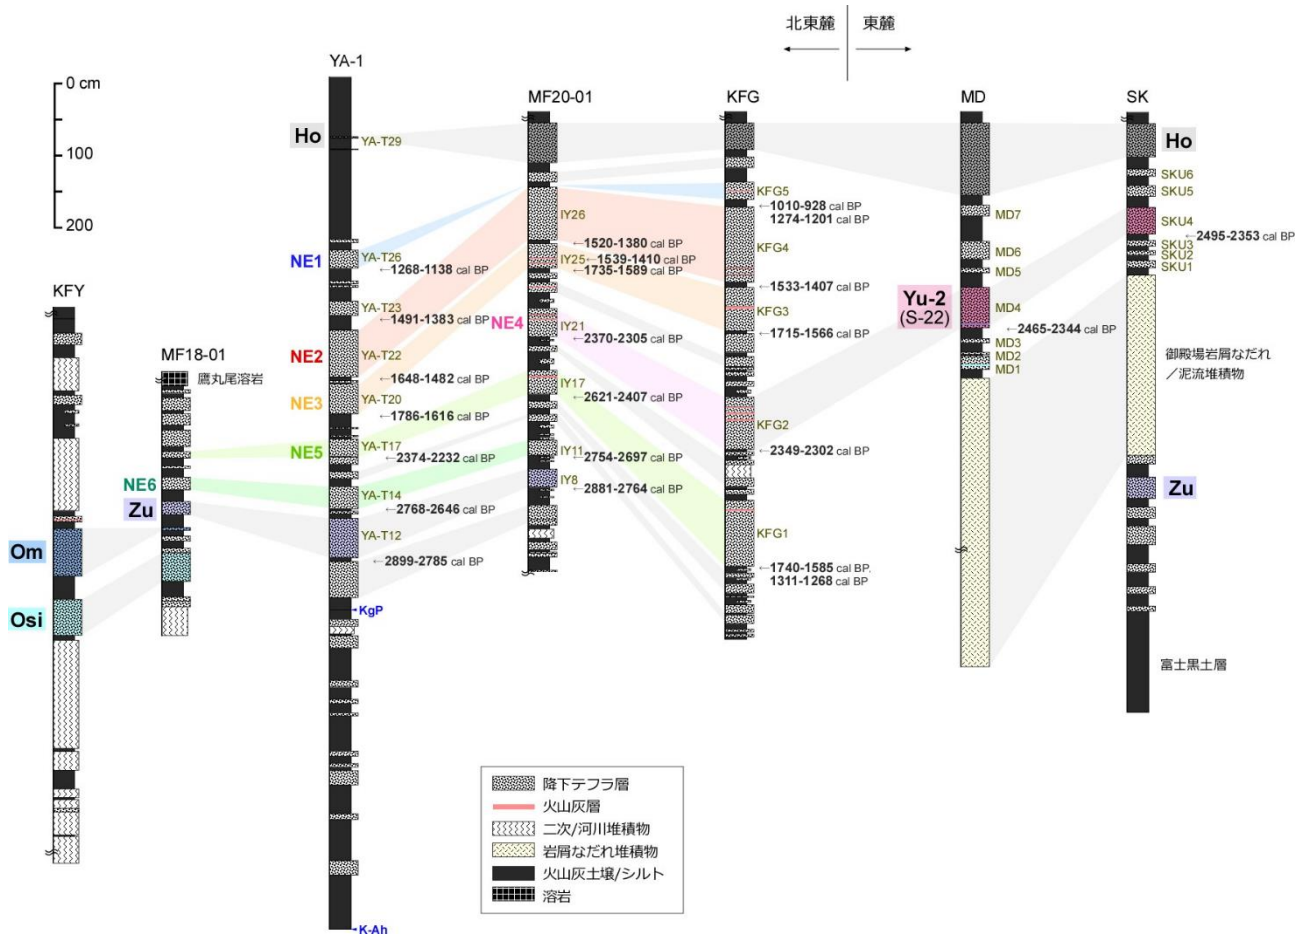 北東麓
東麓
0 cm
100
200
KFY
Om
Osi
MF18-01
鷹丸尾溶岩
NE6
Zu
YA-1
Ho
YA-T29
NE1
YA-T26
←1268-1138 cal BP
YA-T23
←1491-1383 cal BP
NE2
YA-T22
←1648-1482 cal BP
NE3
YA-T20
←1786-1616 cal BP
NE5
YA-T17
←2374-2232 cal BP
YA-T14
←2768-2646 cal BP
YA-T12
←2899-2785 cal BP
KgP
K-Ah
MF20-01
IY26
←1520-1380 cal BP
IY25
←1539-1410 cal BP
←1735-1589 cal BP
NE4
IY21
←2370-2305 cal BP
IY17
←2621-2407 cal BP
IY11
←2754-2697 cal BP
IY8
←2881-2764 cal BP
KFG
KFG5
←1010-928 cal BP
1274-1201 cal BP
KFG4
←1533-1407 cal BP
KFG3
←1715-1566 cal BP
KFG2
←2349-2302 cal BP
KFG1
←1740-1585 cal BP,
1311-1268 cal BP
MD
MD7
MD6
MD5
Yu-2
(S-22)
MD4
←2465-2344 cal BP
MD3
MD2
MD1
SK
Ho
SKU6
SKU5
SKU4
←2495-2353 cal BP
SKU3
SKU2
SKU1
御殿場岩屑なだれ
/泥流堆積物
Zu
富士黒土層
降下テフラ層
火山灰層
二次/河川堆積物
岩屑なだれ堆積物
火山灰土壌/シルト
溶岩